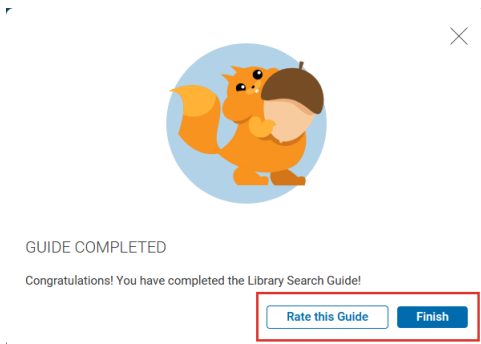 GUIDE COMPLETED
Congratulations! You have completed the Library Search Guide!
Rate this Guide
Finish